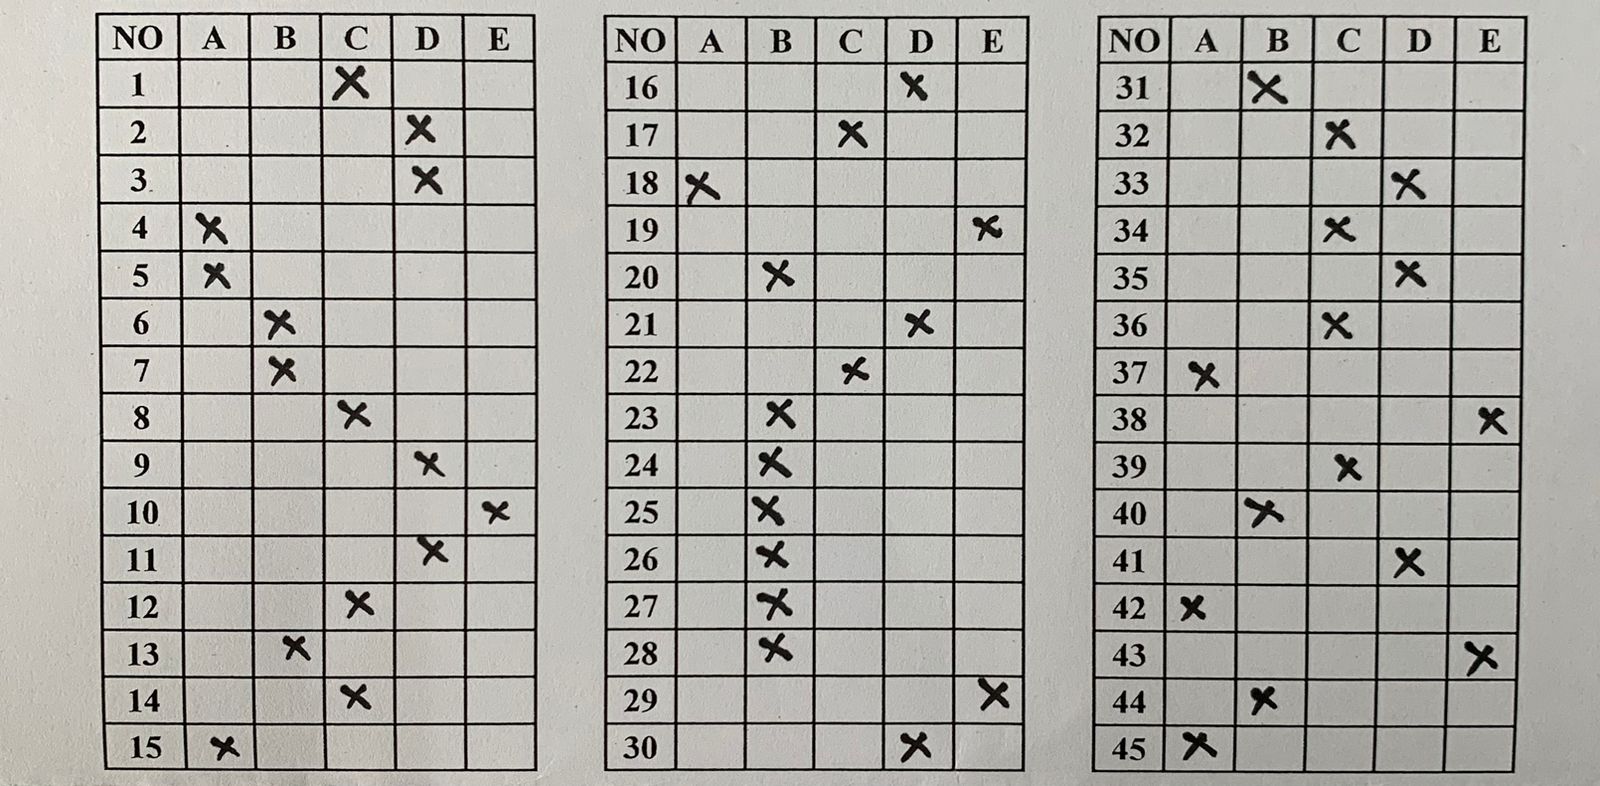 NO A B C D E
1 X
2 X
3 X
4 X
5 X
6 X
7 X
8 X
9 X
10 X
11 X
12 X
13 X
14 X
15 X
NO A B C D E
16 X
17 X
18 X
19 X
20 X
21 X
22 X
23 X
24 X
25 X
26 X
27 X
28 X
29 X
30 X
NO A B C D E
31 X
32 X
33 X
34 X
35 X
36 X
37 X
38 X
39 X
40 X
41 X
42 X
43 X
44 X
45 X